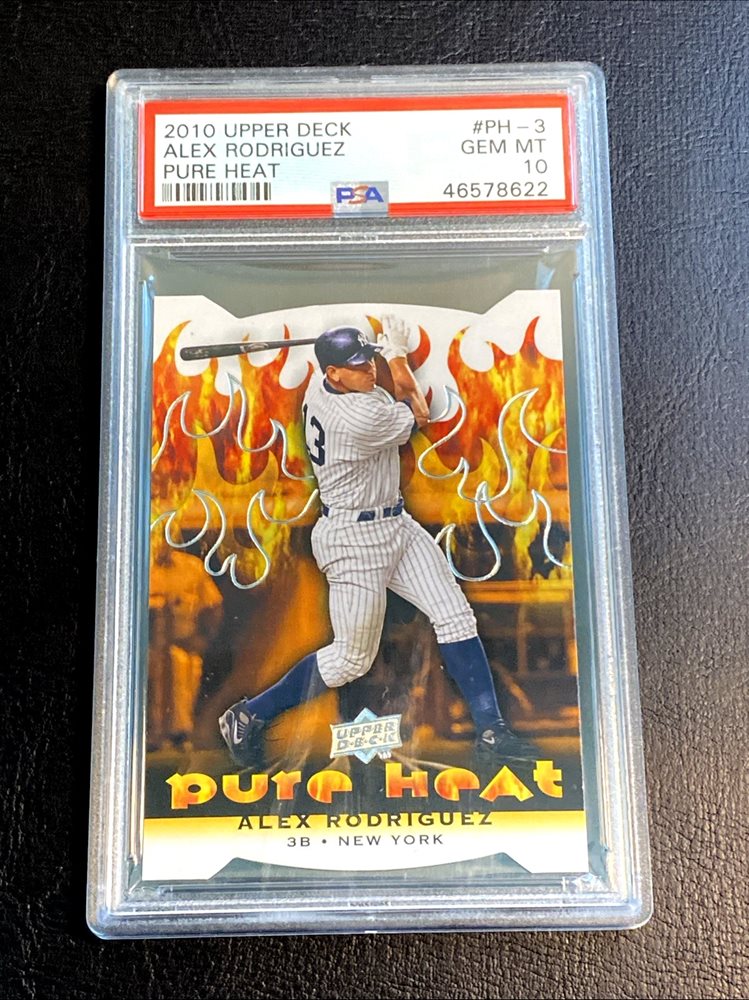 2010 UPPER DECK #PH-3
ALEX RODRIGUEZ GEM MT
PURE HEAT 10
PSA 46578622
13
UPPER
D·E·C·K
pure heat
ALEX RODRIGUEZ
3B • NEW YORK